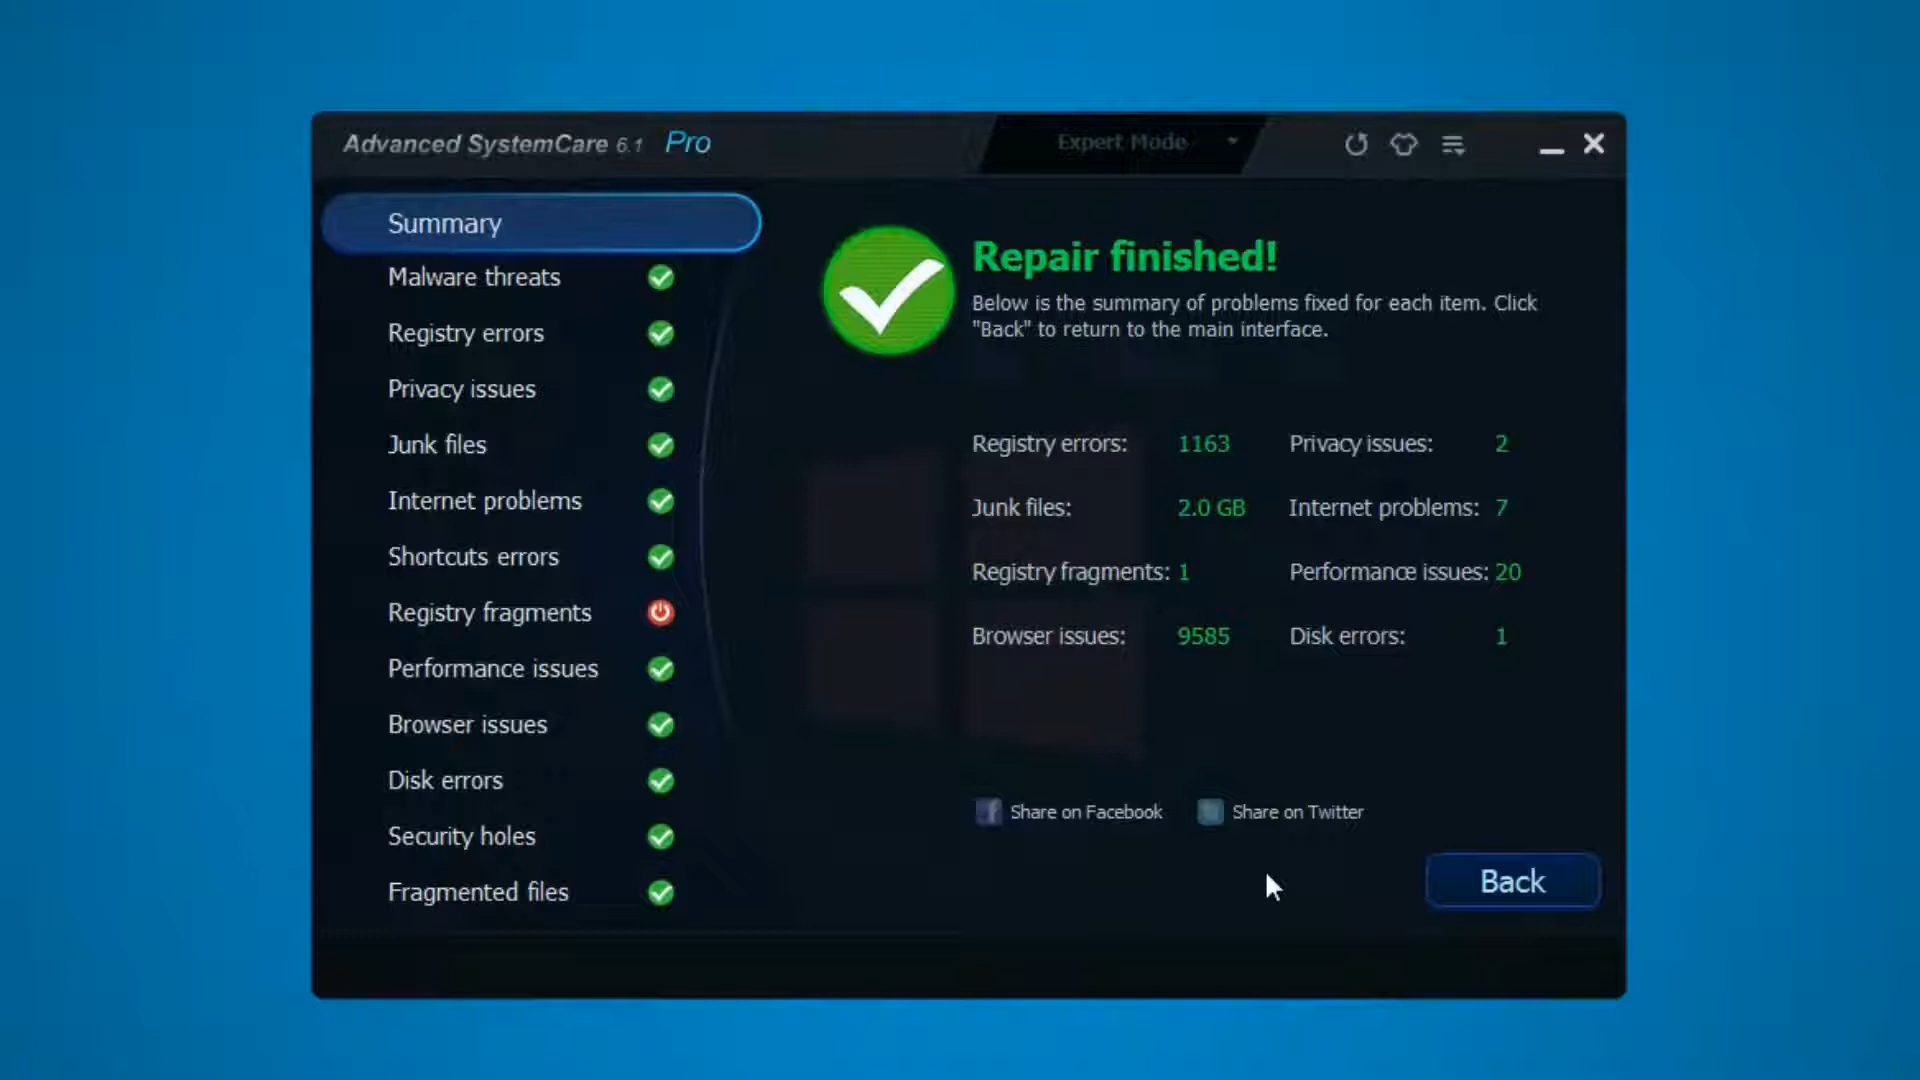 Advanced SystemCare 6.1 Pro
Expert Mode
Summary
Malware threats
Registry errors
Privacy issues
Junk files
Internet problems
Shortcuts errors
Registry fragments
Performance issues
Browser issues
Disk errors
Security holes
Fragmented files
Repair finished!
Below is the summary of problems fixed for each item. Click
"Back" to return to the main interface.
Registry errors: 1163 Privacy issues: 2
Junk files: 2.0 GB Internet problems: 7
Registry fragments: 1 Performance issues: 20
Browser issues: 9585 Disk errors: 1
Share on Facebook Share on Twitter
Back